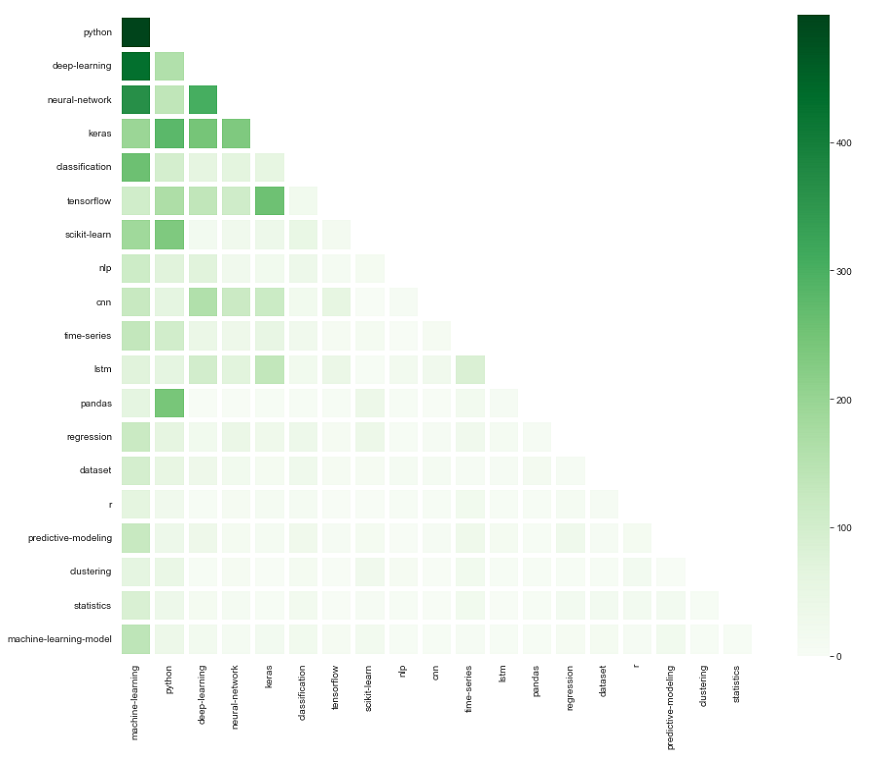 python
deep-learning
neural-network
keras
classification
tensorflow
scikit-learn
nlp
cnn
time-series
lstm
pandas
regression
dataset
r
predictive-modeling
clustering
statistics
machine-learning-model
machine-learning
python
deep-learning
neural-network
keras
classification
tensorflow
scikit-learn
nlp
cnn
time-series
lstm
pandas
regression
dataset
r
predictive-modeling
clustering
statistics
400
300
200
100
0